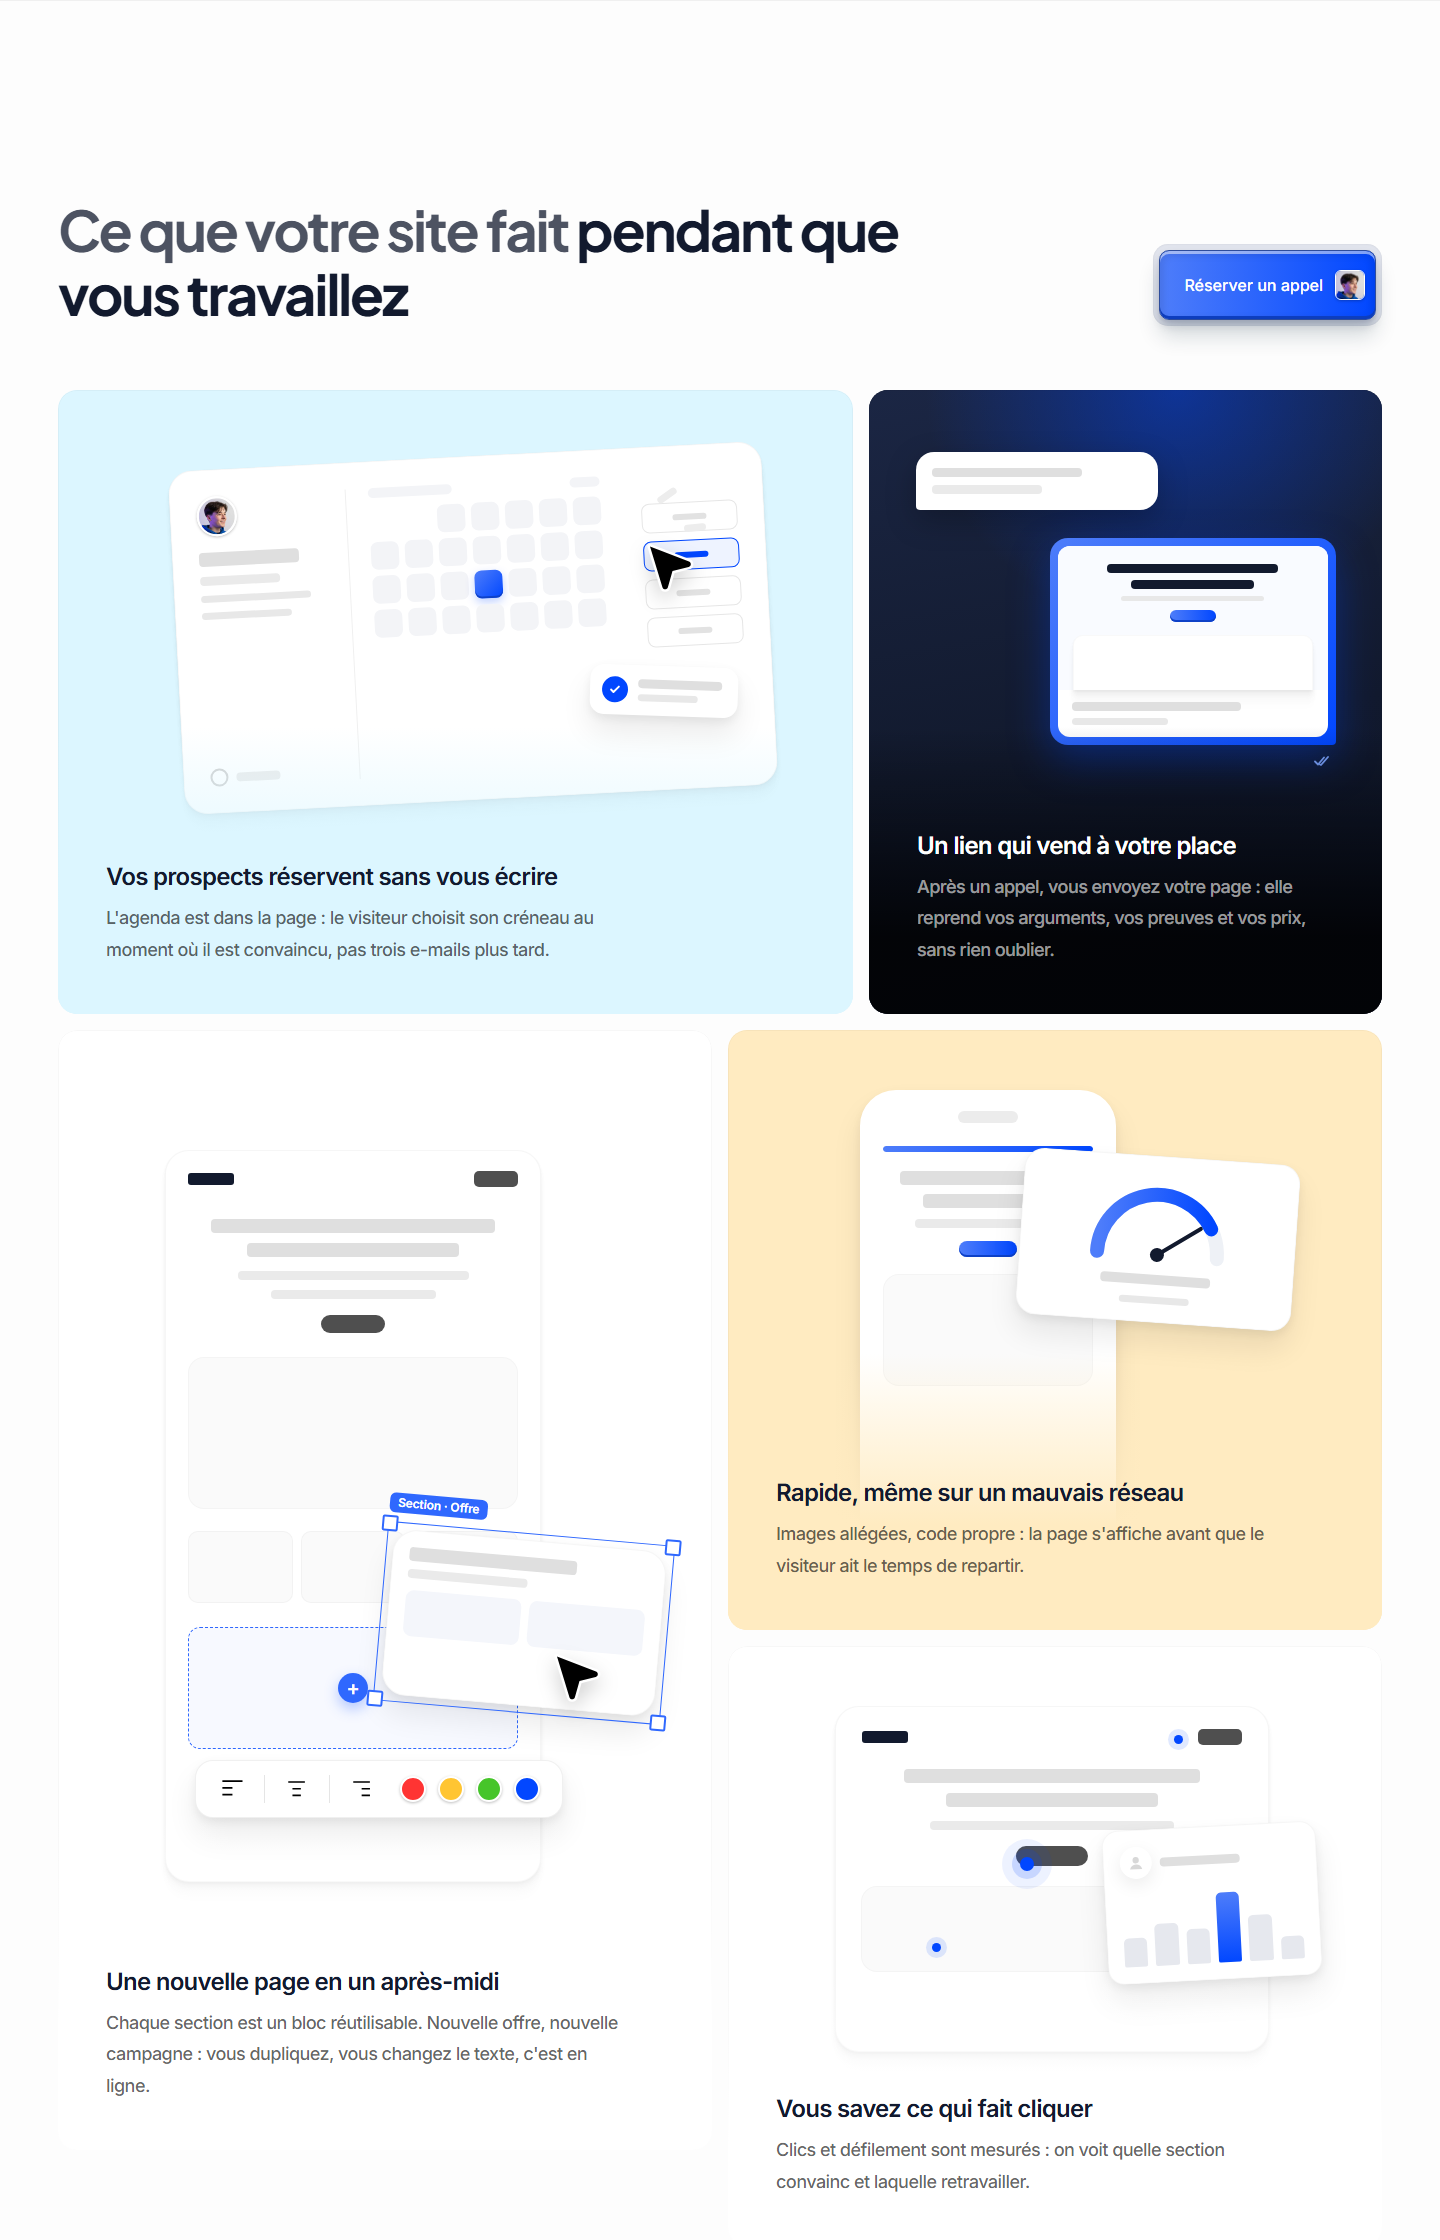 Ce que votre site fait pendant que
vous travaillez
Réserver un appel
Vos prospects réservent sans vous écrire
L'agenda est dans la page : le visiteur choisit son créneau au
moment où il est convaincu, pas trois e-mails plus tard.
Un lien qui vend à votre place
Après un appel, vous envoyez votre page : elle
reprend vos arguments, vos preuves et vos prix,
sans rien oublier.
Section · Offre
Une nouvelle page en un après-midi
Chaque section est un bloc réutilisable. Nouvelle offre, nouvelle
campagne : vous dupliquez, vous changez le texte, c'est en
ligne.
Rapide, même sur un mauvais réseau
Images allégées, code propre : la page s'affiche avant que le
visiteur ait le temps de repartir.
Vous savez ce qui fait cliquer
Clics et défilement sont mesurés : on voit quelle section
convainc et laquelle retravailler.